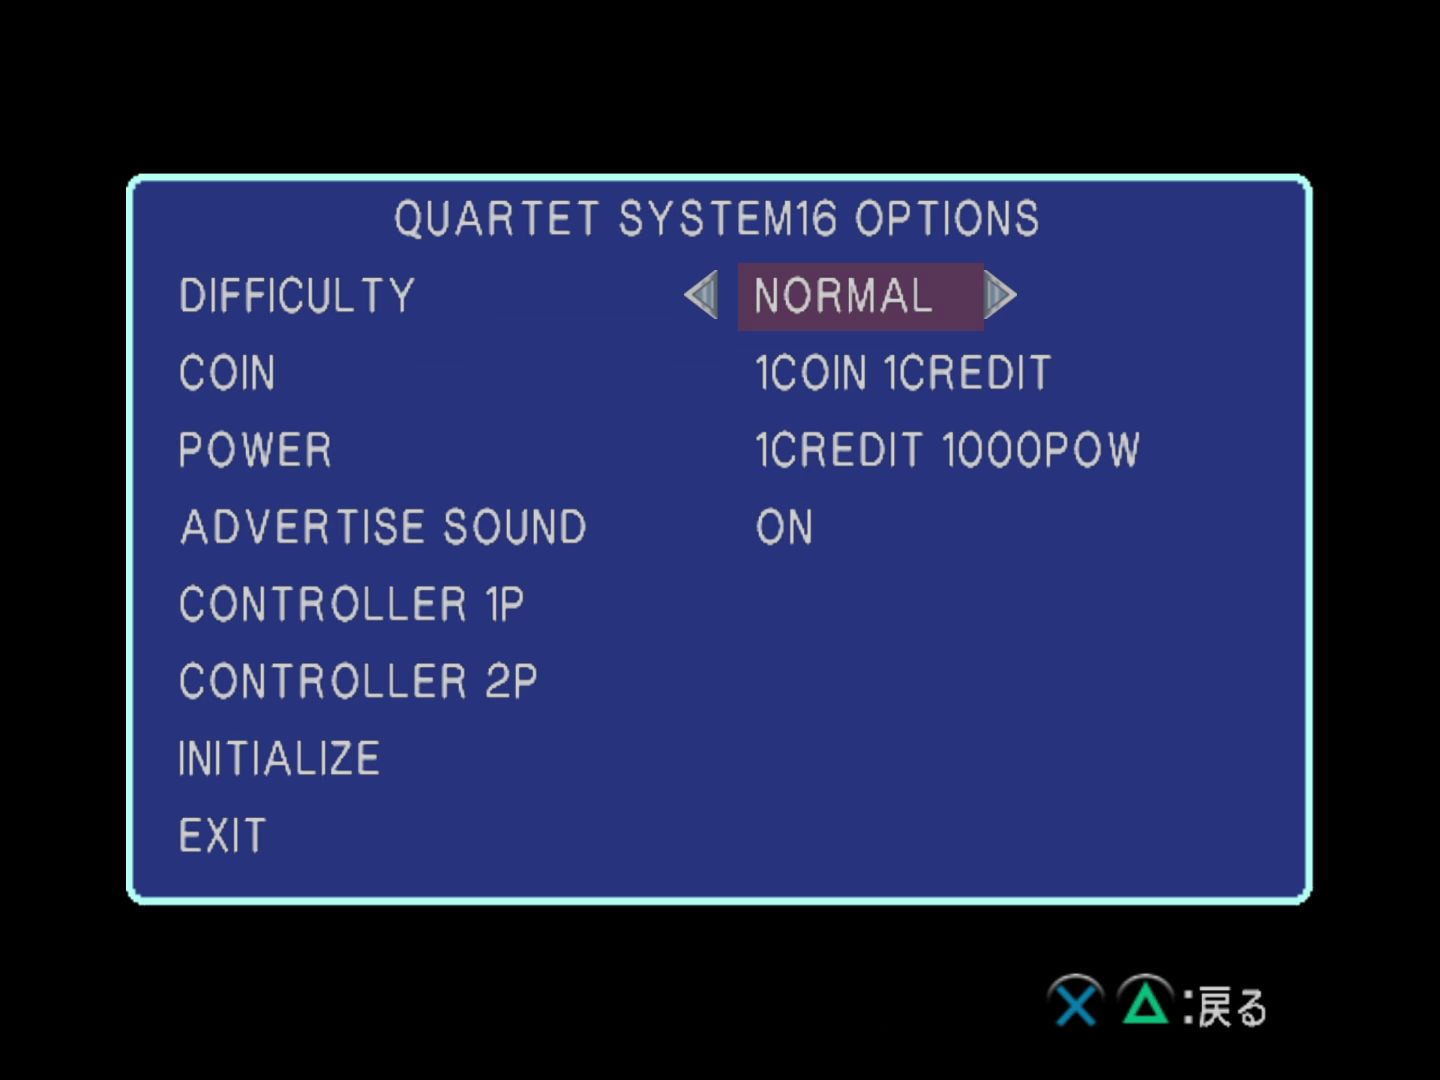 QUARTET SYSTEM16 OPTIONS
DIFFICULTY NORMAL
COIN 1COIN 1CREDIT
POWER 1CREDIT 1000POW
ADVERTISE SOUND ON
CONTROLLER 1P
CONTROLLER 2P
INITIALIZE
EXIT
:戻る